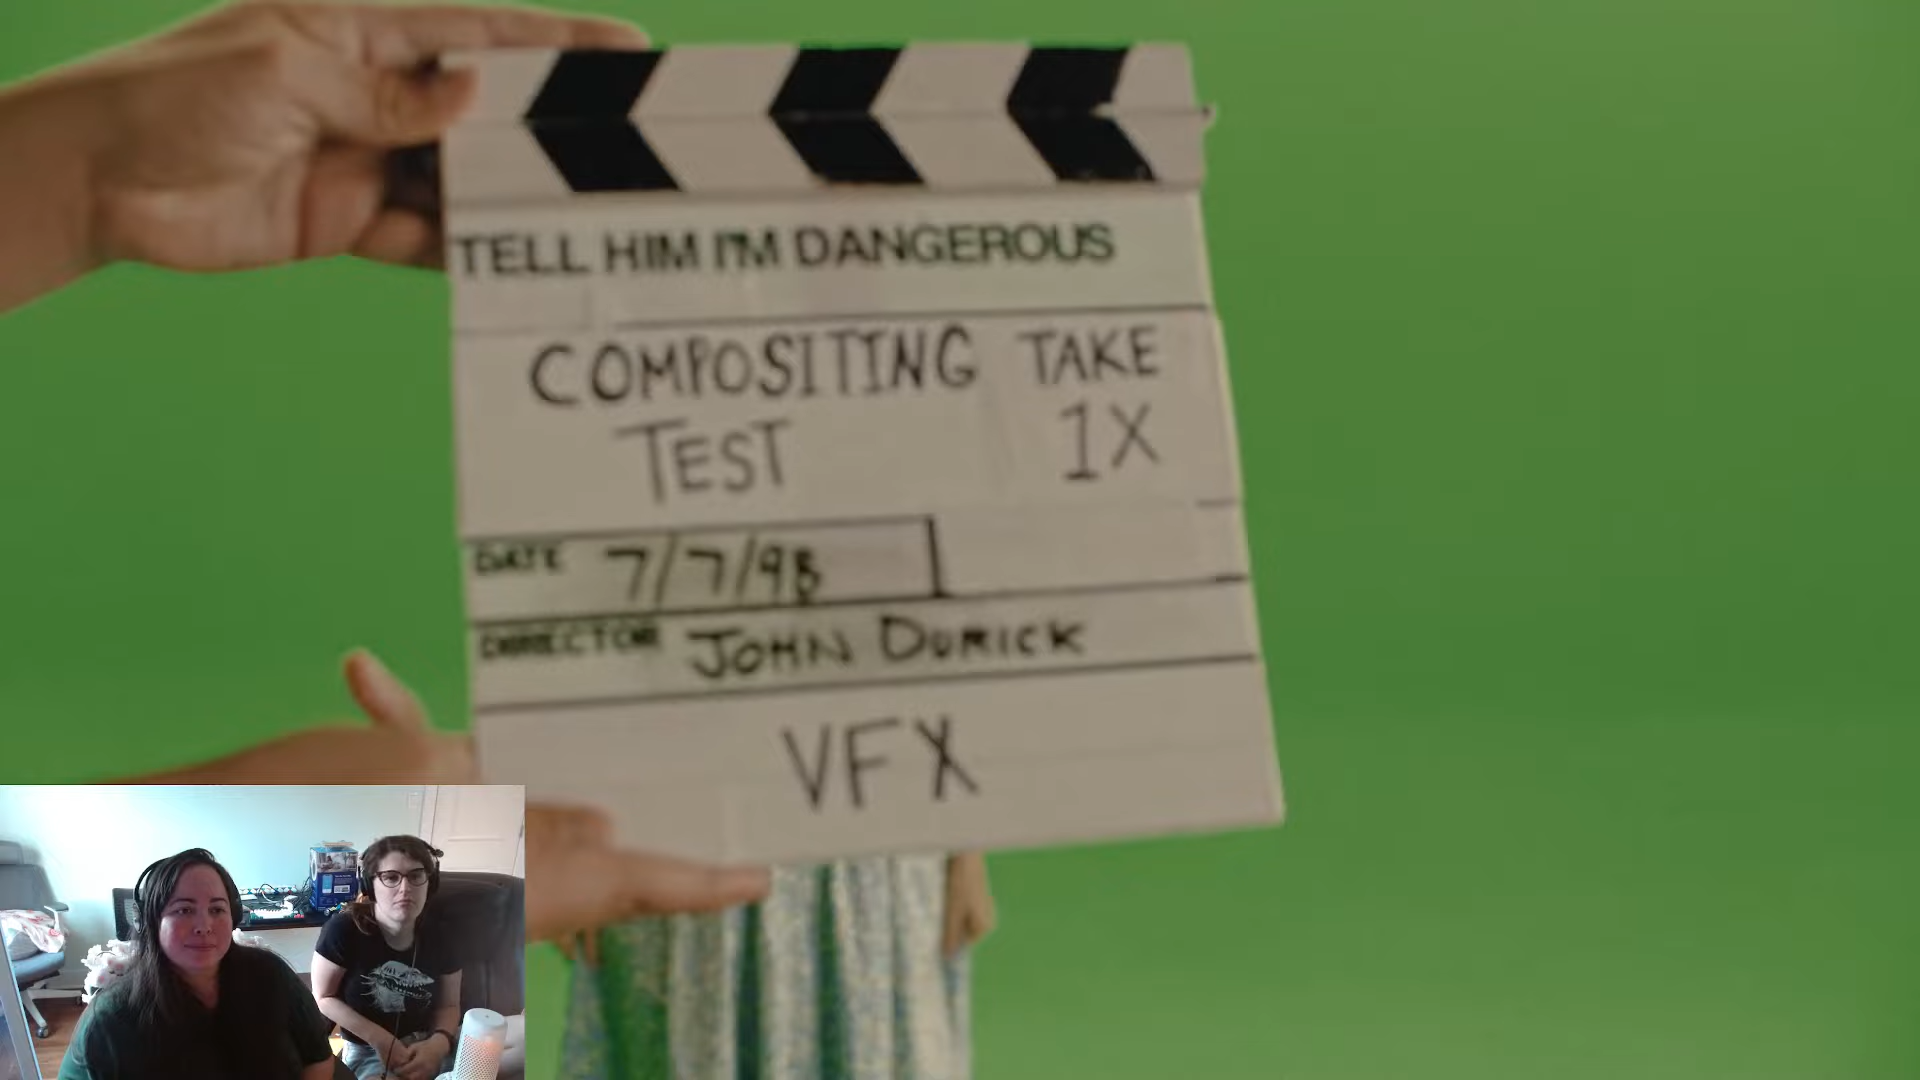 TELL HIM I'M DANGEROUS
COMPOSITING TAKE
TEST 1X
DATE 7/7/98
DIRECTOR JOHN DURICK
VFX